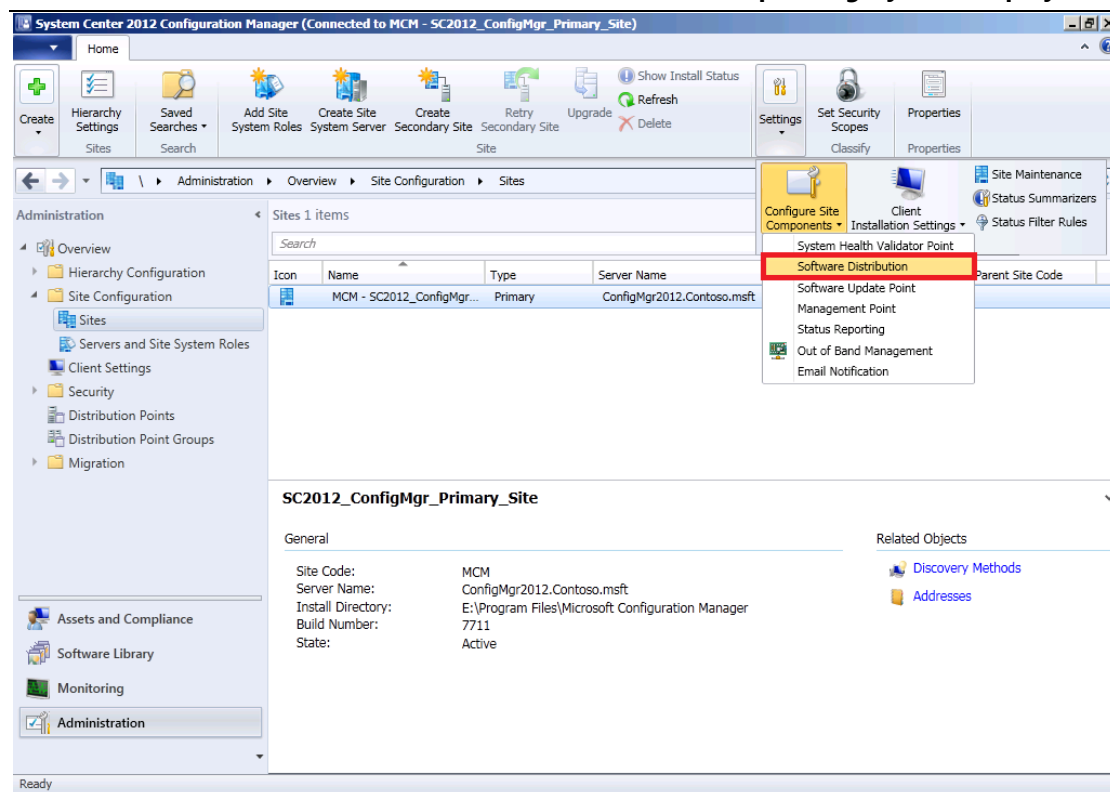 System Center 2012 Configuration Manager (Connected to MCM - SC2012_ConfigMgr_Primary_Site)
Home
Create
Hierarchy Settings
Saved Searches
Add Site System Roles
Create Site System Server
Create Secondary Site
Retry Secondary Site
Upgrade
Show Install Status
Refresh
Delete
Settings
Set Security Scopes
Properties
Sites
Search
Site
Classify
Properties
\ Administration Overview Site Configuration Sites
Configure Site Components
Client Installation Settings
Site Maintenance
Status Summarizers
Status Filter Rules
Administration
Overview
Hierarchy Configuration
Site Configuration
Sites
Servers and Site System Roles
Client Settings
Security
Distribution Points
Distribution Point Groups
Migration
Sites 1 items
Search
Icon Name Type Server Name Parent Site Code
MCM - SC2012_ConfigMgr... Primary ConfigMgr2012.Contoso.msft
System Health Validator Point
Software Distribution
Software Update Point
Management Point
Status Reporting
Out of Band Management
Email Notification
SC2012_ConfigMgr_Primary_Site
General
Site Code: MCM
Server Name: ConfigMgr2012.Contoso.msft
Install Directory: E:\Program Files\Microsoft Configuration Manager
Build Number: 7711
State: Active
Related Objects
Discovery Methods
Addresses
Assets and Compliance
Software Library
Monitoring
Administration
Ready